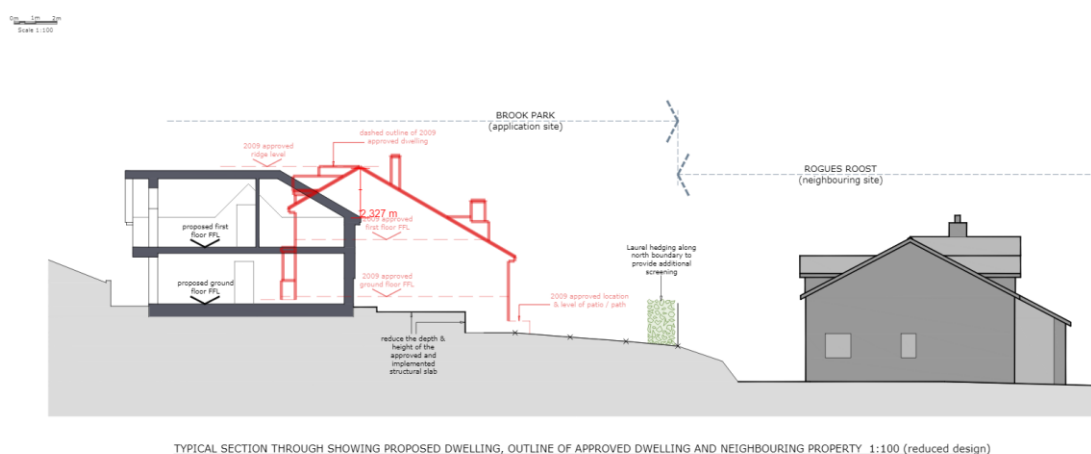 0m 1m 2m
Scale 1:100
BROOK PARK
(application site)
dashed outline of 2009
approved dwelling
2009 approved
ridge level
ROGUES ROOST
(neighbouring site)
2,327 m
2009 approved
first floor FFL
proposed first
floor FFL
Laurel hedging along
north boundary to
provide additional
screening
proposed ground
floor FFL
2009 approved
ground floor FFL
2009 approved location
& level of patio / path
reduce the depth &
height of the
approved and
implemented
structural slab
TYPICAL SECTION THROUGH SHOWING PROPOSED DWELLING, OUTLINE OF APPROVED DWELLING AND NEIGHBOURING PROPERTY 1:100 (reduced design)